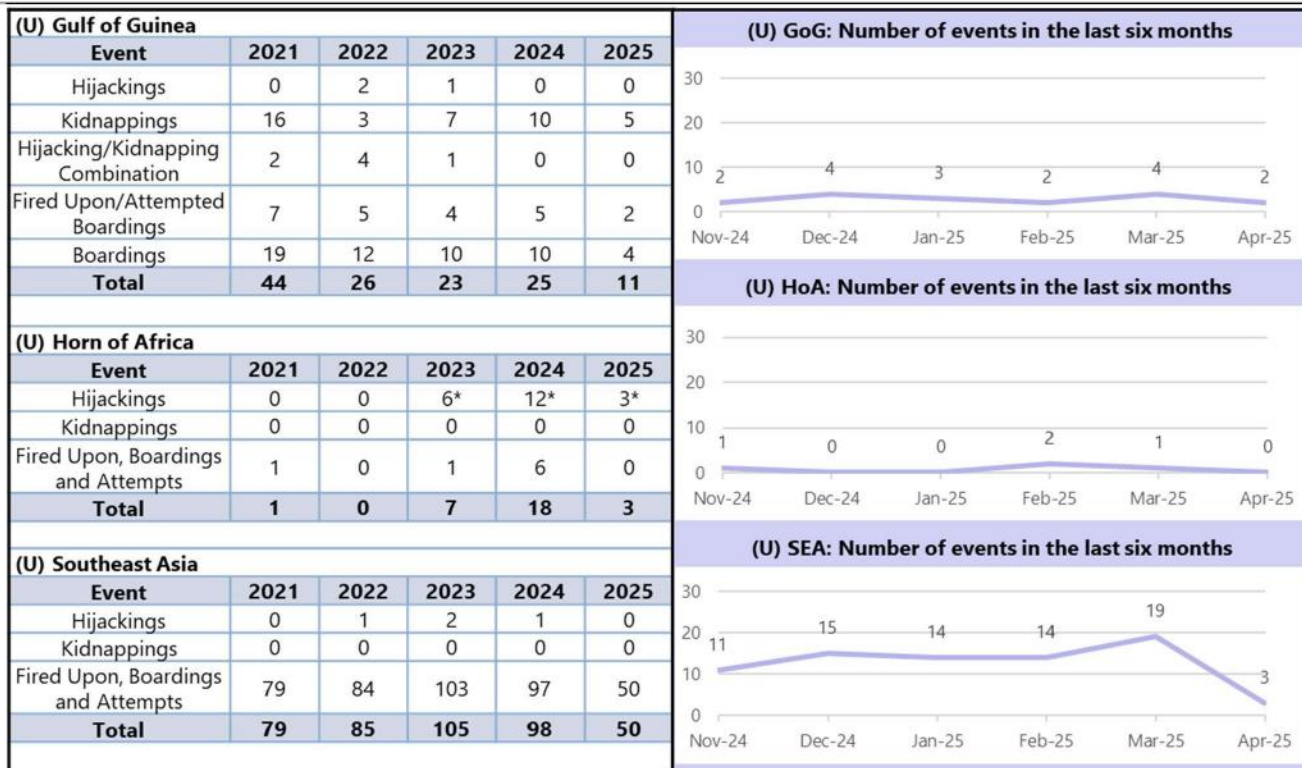 (U) Gulf of Guinea
Event 2021 2022 2023 2024 2025
Hijackings 0 2 1 0 0
Kidnappings 16 3 7 10 5
Hijacking/Kidnapping
Combination 2 4 1 0 0
Fired Upon/Attempted
Boardings 7 5 4 5 2
Boardings 19 12 10 10 4
Total 44 26 23 25 11
(U) Horn of Africa
Event 2021 2022 2023 2024 2025
Hijackings 0 0 6* 12* 3*
Kidnappings 0 0 0 0 0
Fired Upon, Boardings
and Attempts 1 0 1 6 0
Total 1 0 7 18 3
(U) Southeast Asia
Event 2021 2022 2023 2024 2025
Hijackings 0 1 2 1 0
Kidnappings 0 0 0 0 0
Fired Upon, Boardings
and Attempts 79 84 103 97 50
Total 79 85 105 98 50
(U) GoG: Number of events in the last six months
30
20
10
0
2 4 3 2 4 2
Nov-24 Dec-24 Jan-25 Feb-25 Mar-25 Apr-25
(U) HoA: Number of events in the last six months
30
20
10
0
1 0 0 2 1 0
Nov-24 Dec-24 Jan-25 Feb-25 Mar-25 Apr-25
(U) SEA: Number of events in the last six months
30
20
10
0
11 15 14 14 19 3
Nov-24 Dec-24 Jan-25 Feb-25 Mar-25 Apr-25